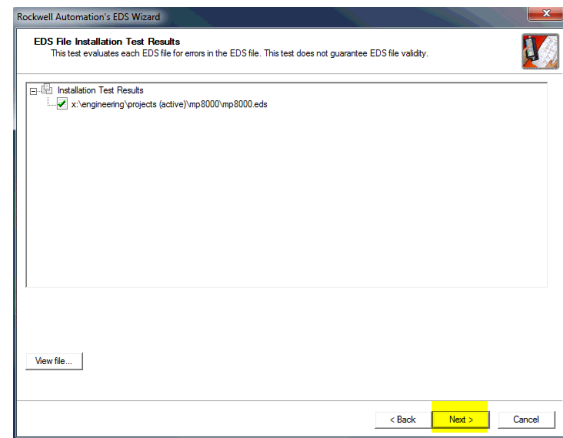 Rockwell Automation's EDS Wizard
EDS File Installation Test Results
This test evaluates each EDS file for errors in the EDS file. This test does not guarantee EDS file validity.
Installation Test Results
x:\engineering\projects (active)\mp8000\mp8000.eds
View file...
< Back Next > Cancel